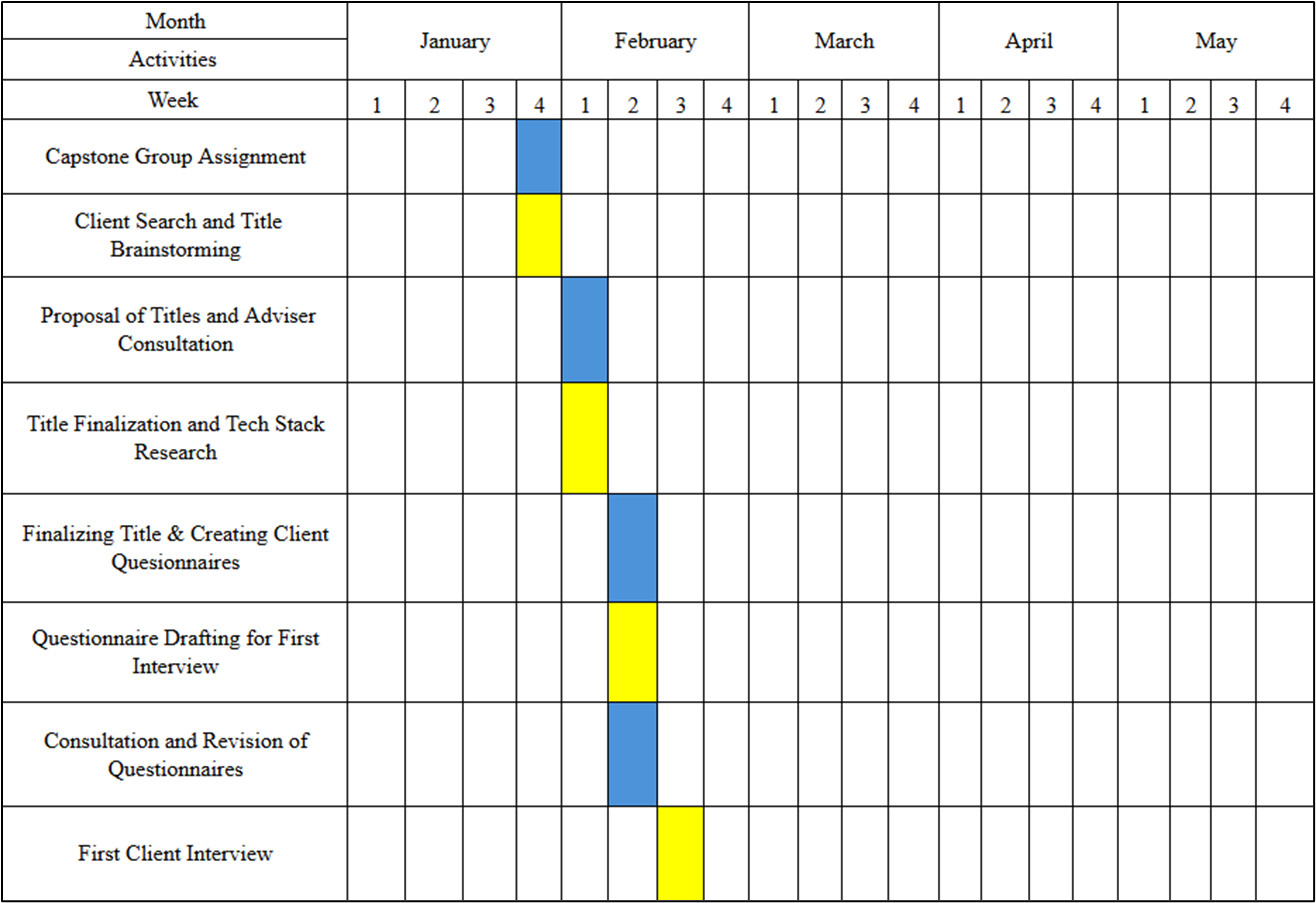 Month
January February March April May
Activities
Week 1 2 3 4 1 2 3 4 1 2 3 4 1 2 3 4 1 2 3 4
Capstone Group Assignment
Client Search and Title
Brainstorming
Proposal of Titles and Adviser
Consultation
Title Finalization and Tech Stack
Research
Finalizing Title & Creating Client
Quesionnaires
Questionnaire Drafting for First
Interview
Consultation and Revision of
Questionnaires
First Client Interview